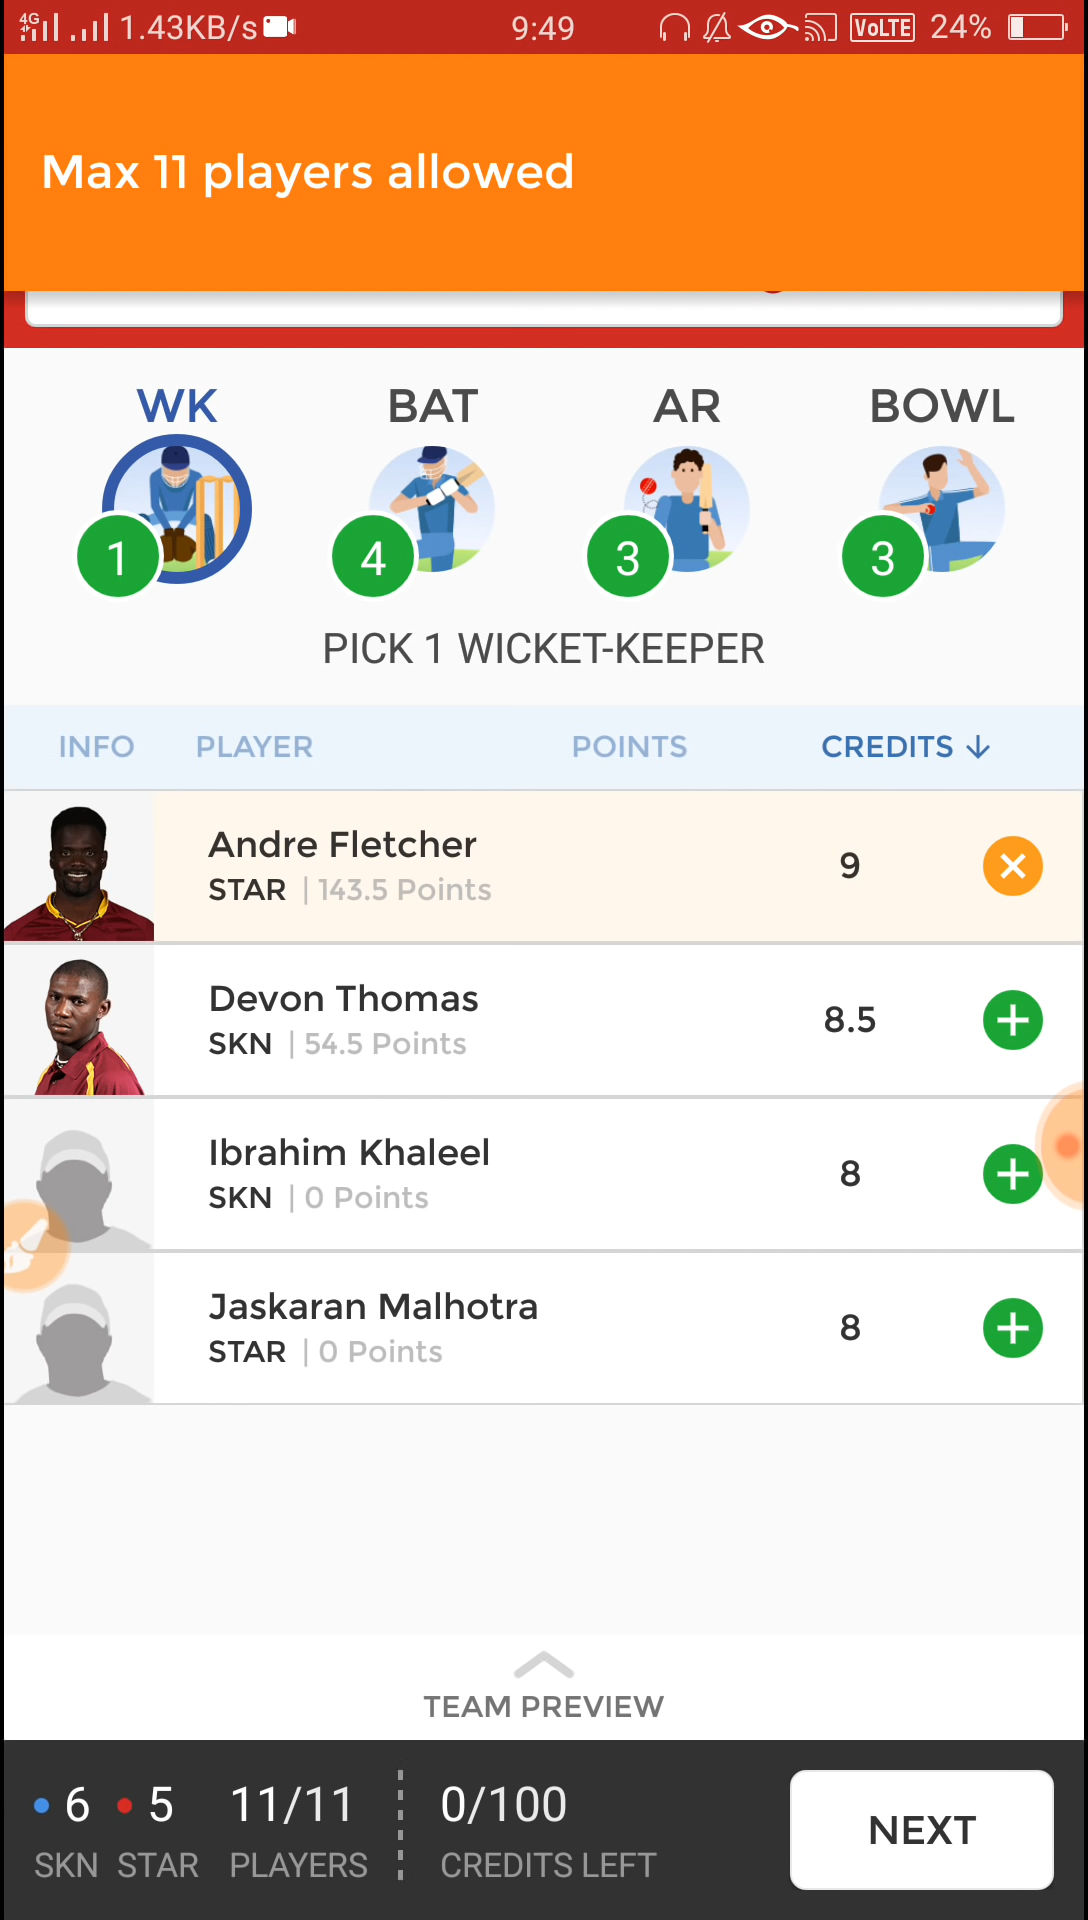 4G 1.43KB/s 9:49 VoLTE 24%
Max 11 players allowed
WK BAT AR BOWL
1 4 3 3
PICK 1 WICKET-KEEPER
INFO PLAYER POINTS CREDITS ↓
Andre Fletcher
STAR | 143.5 Points
9
Devon Thomas
SKN | 54.5 Points
8.5
Ibrahim Khaleel
SKN | 0 Points
8
Jaskaran Malhotra
STAR | 0 Points
8
TEAM PREVIEW
6 5 11/11 0/100
SKN STAR PLAYERS CREDITS LEFT
NEXT